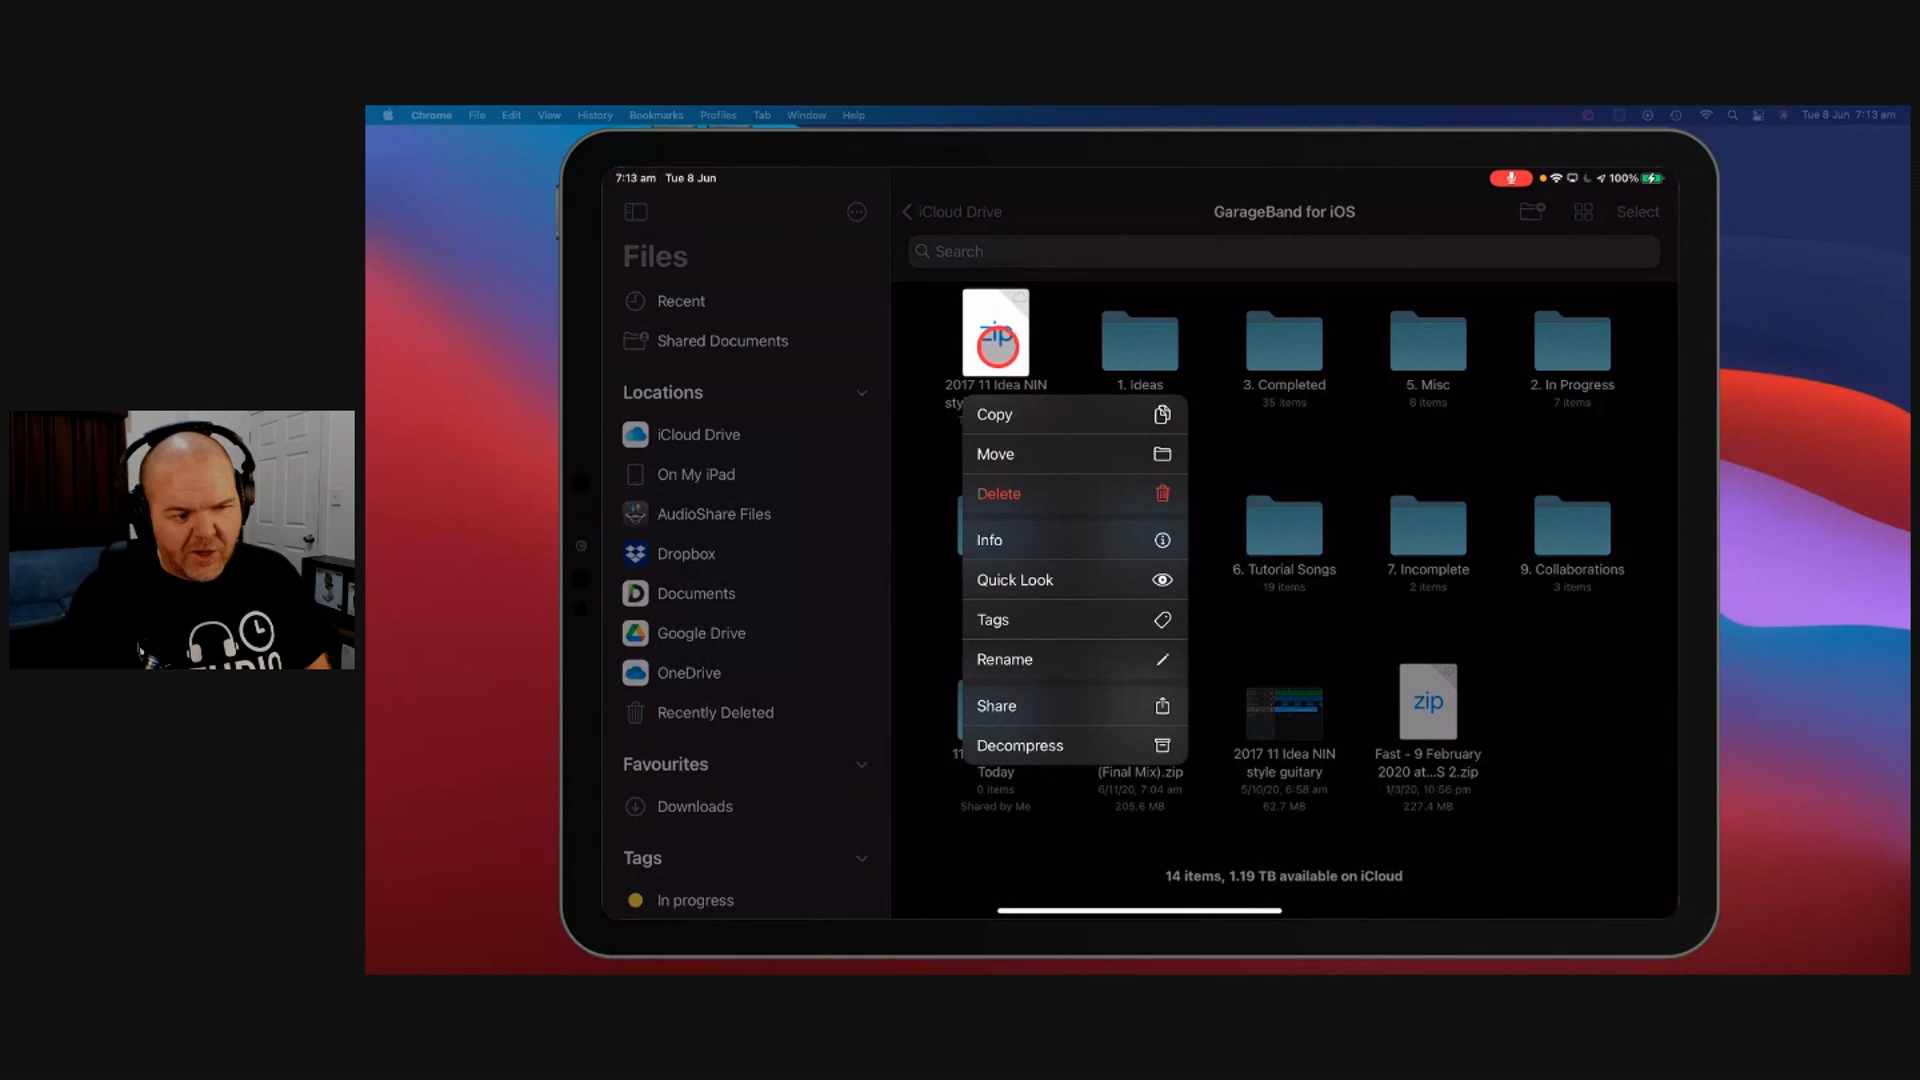 Chrome File Edit View History Bookmarks Profiles Tab Window Help
Tue 8 Jun 7:13 am
7:13 am Tue 8 Jun
100%
iCloud Drive
GarageBand for iOS
Select
Search
Files
Recent
Shared Documents
Locations
iCloud Drive
On My iPad
AudioShare Files
Dropbox
Documents
Google Drive
OneDrive
Recently Deleted
Favourites
Downloads
Tags
In progress
zip
2017 11 Idea NIN
sty
1. Ideas
3. Completed
35 items
5. Misc
6 items
2. In Progress
7 items
Copy
Move
Delete
Info
Quick Look
Tags
Rename
Share
Decompress
6. Tutorial Songs
19 items
7. Incomplete
2 items
9. Collaborations
3 items
11
Today
0 items
Shared by Me
(Final Mix).zip
6/11/20, 7:04 am
205.6 MB
2017 11 Idea NIN
style guitary
5/10/20, 6:58 am
62.7 MB
zip
Fast - 9 February
2020 at...S 2.zip
1/3/20, 10:56 pm
227.4 MB
14 items, 1.19 TB available on iCloud